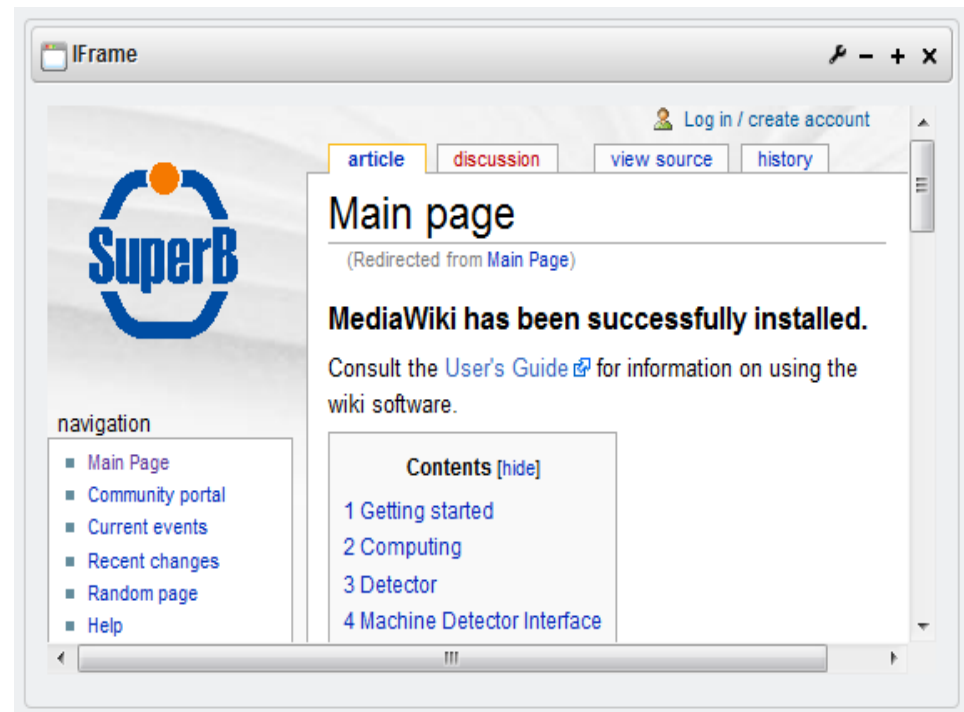 IFrame
Log in / create account
article discussion view source history
SuperB
Main page
(Redirected from Main Page)
MediaWiki has been successfully installed.
Consult the User's Guide for information on using the
wiki software.
navigation
Main Page
Community portal
Current events
Recent changes
Random page
Help
Contents [hide]
1 Getting started
2 Computing
3 Detector
4 Machine Detector Interface